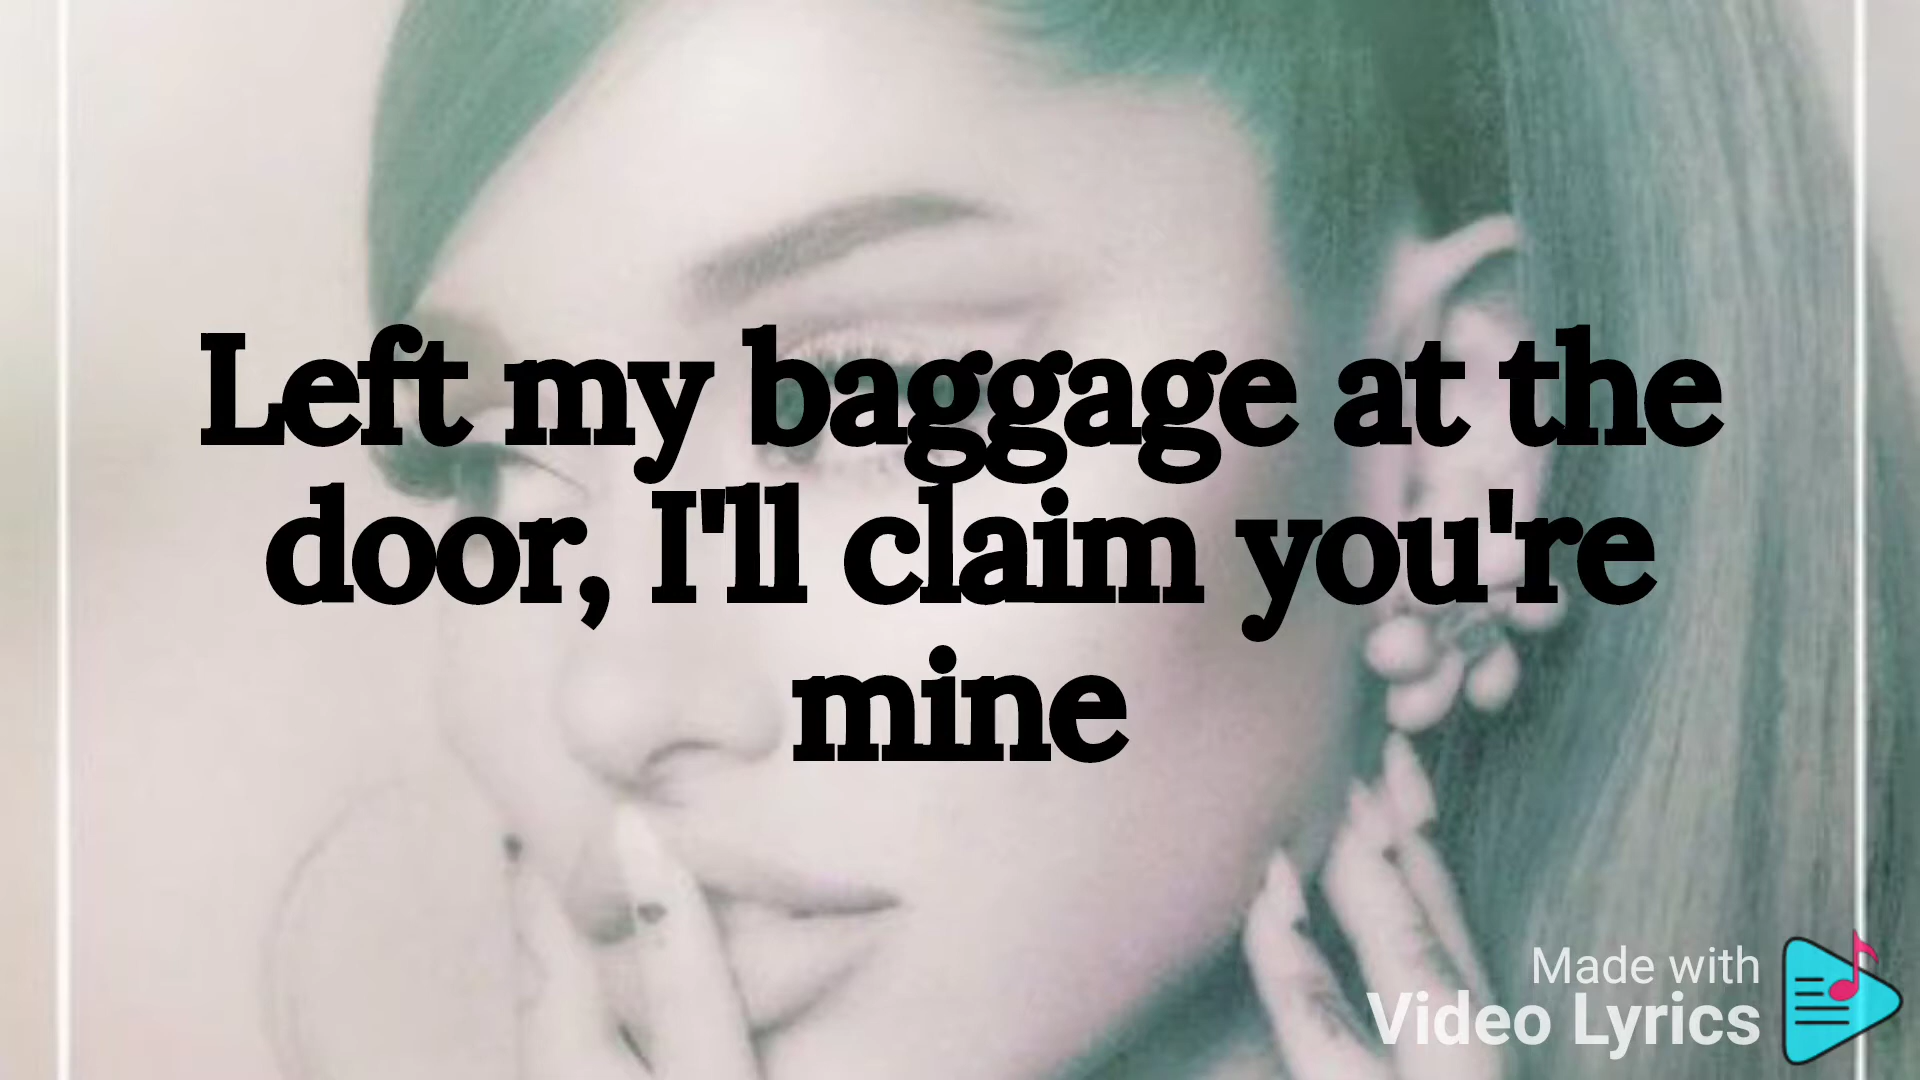 Left my baggage at the
door, I'll claim you're
mine
Made with
Video Lyrics